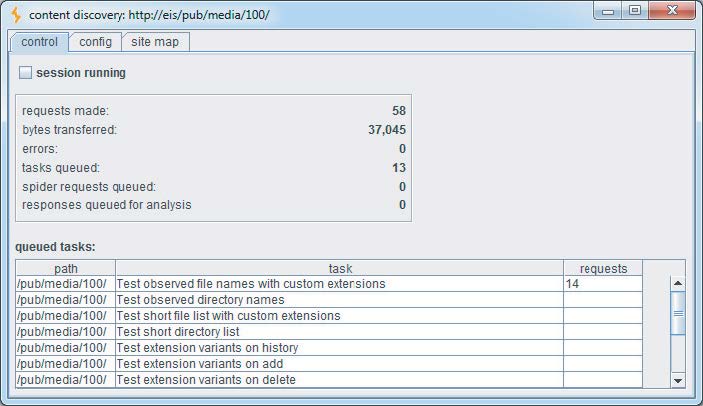 content discovery: http://eis/pub/media/100/
control config site map
session running
requests made: 58
bytes transferred: 37,045
errors: 0
tasks queued: 13
spider requests queued: 0
responses queued for analysis 0
queued tasks:
path task requests
/pub/media/100/ Test observed file names with custom extensions 14
/pub/media/100/ Test observed directory names
/pub/media/100/ Test short file list with custom extensions
/pub/media/100/ Test short directory list
/pub/media/100/ Test extension variants on history
/pub/media/100/ Test extension variants on add
/pub/media/100/ Test extension variants on delete